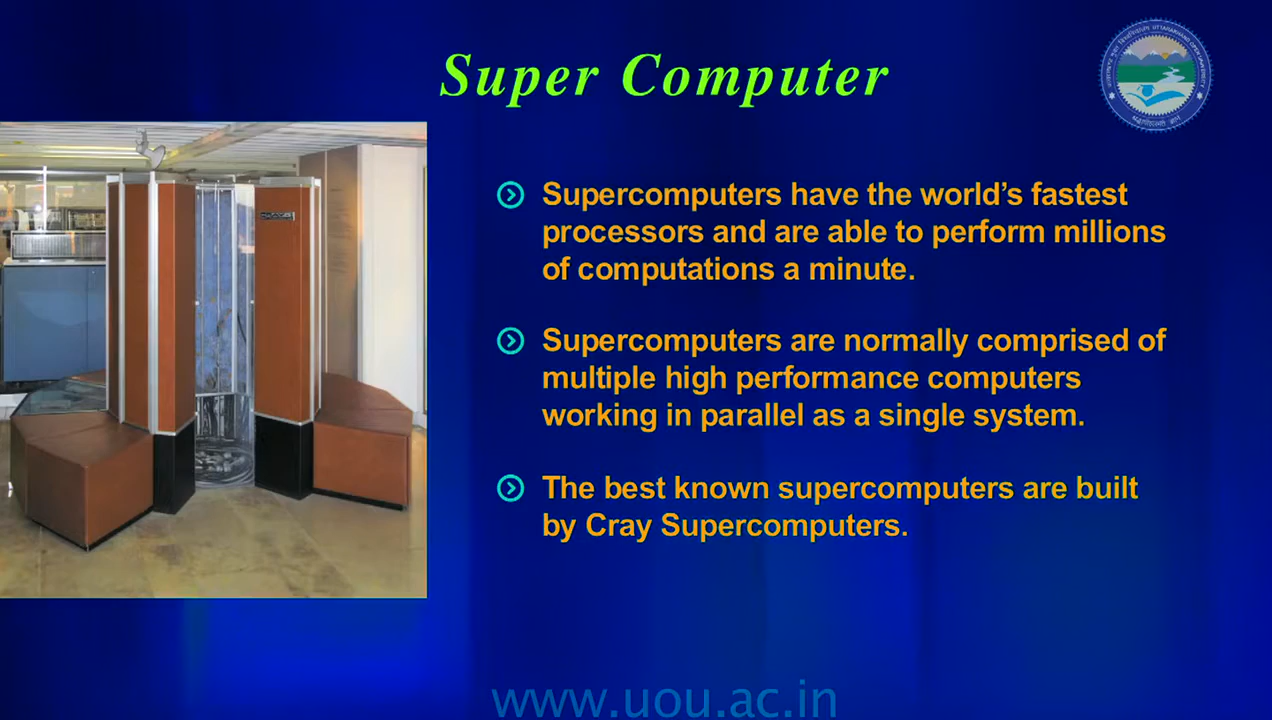 Super Computer
Supercomputers have the world’s fastest
processors and are able to perform millions
of computations a minute.
Supercomputers are normally comprised of
multiple high performance computers
working in parallel as a single system.
The best known supercomputers are built
by Cray Supercomputers.
www.uou.ac.in